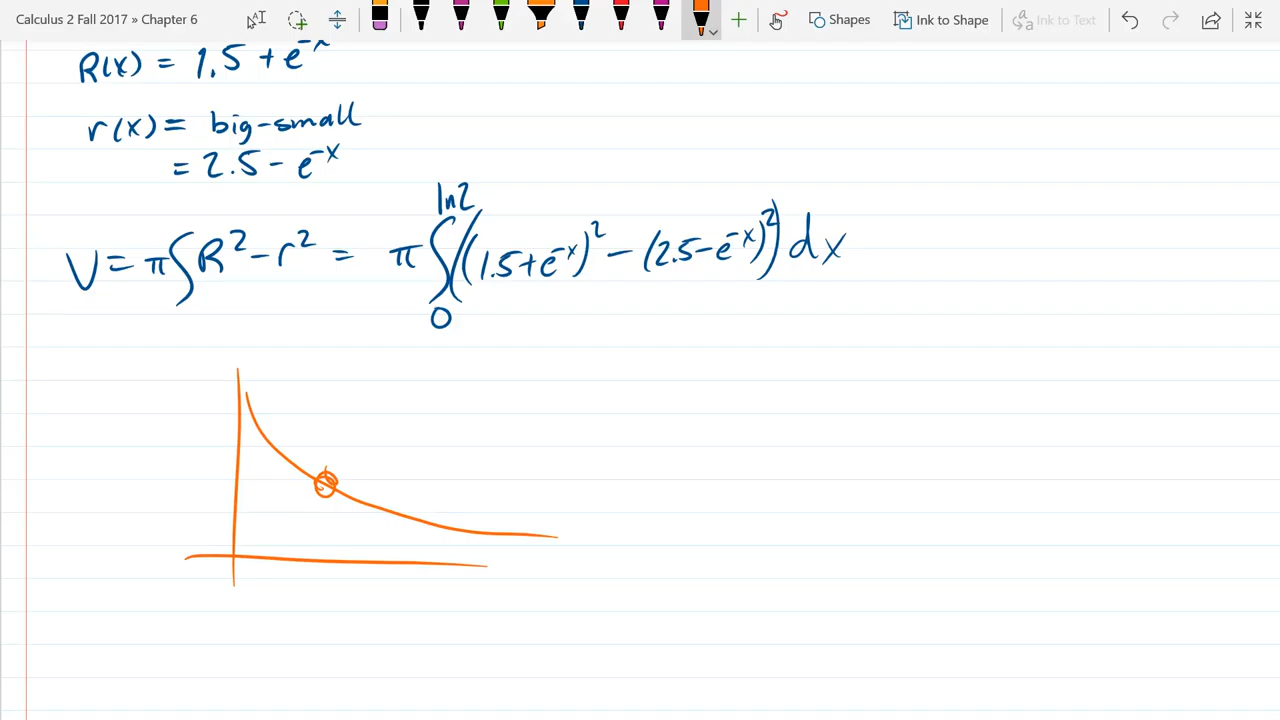 Calculus 2 Fall 2017 » Chapter 6
Shapes
Ink to Shape
Ink to Text
R(x) = 1.5 + e^-x
r(x) = big-small
= 2.5 - e^-x
V = π∫R² - r² = π∫₀^ln2 ((1.5+e^-x)² - (2.5-e^-x)²) dx